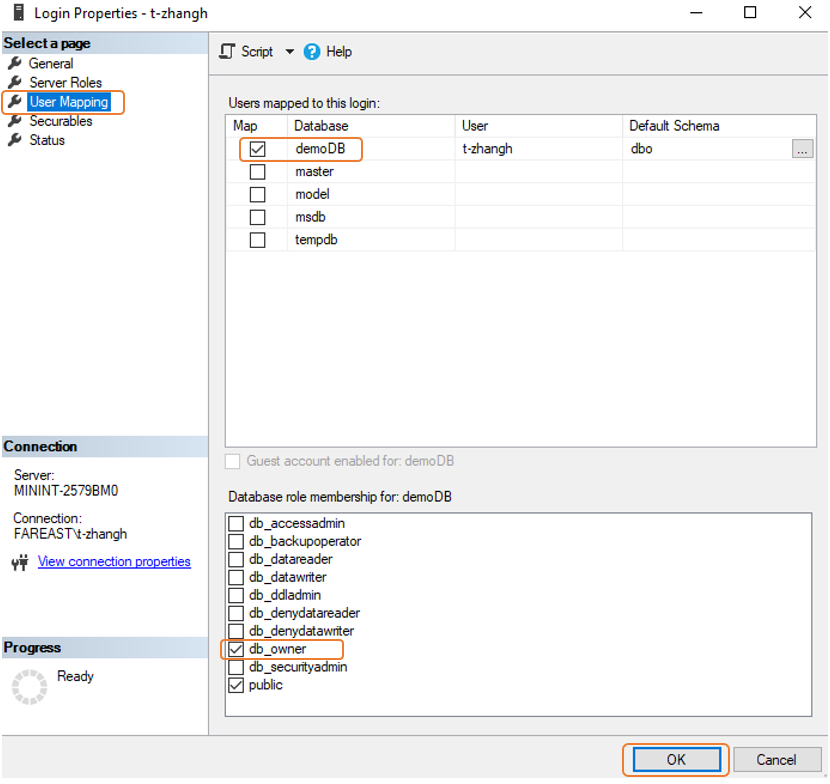 Login Properties - t-zhangh
Select a page
General
Server Roles
User Mapping
Securables
Status
Script Help
Users mapped to this login:
Map Database User Default Schema
demoDB t-zhangh dbo ...
master
model
msdb
tempdb
Guest account enabled for: demoDB
Database role membership for: demoDB
db_accessadmin
db_backupoperator
db_datareader
db_datawriter
db_ddladmin
db_denydatareader
db_denydatawriter
db_owner
db_securityadmin
public
Connection
Server:
MININT-2579BM0
Connection:
FAREAST\t-zhangh
View connection properties
Progress
Ready
OK Cancel